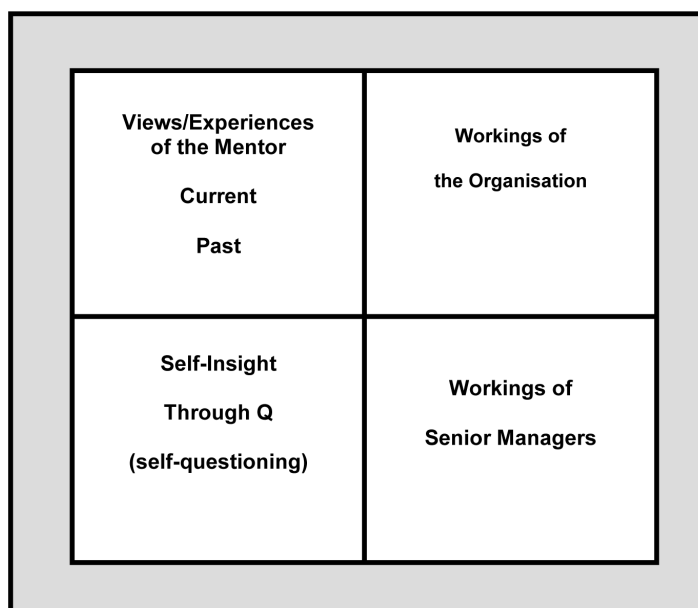 Views/Experiences
of the Mentor
Current
Past
Workings of
the Organisation
Self-Insight
Through Q
(self-questioning)
Workings of
Senior Managers